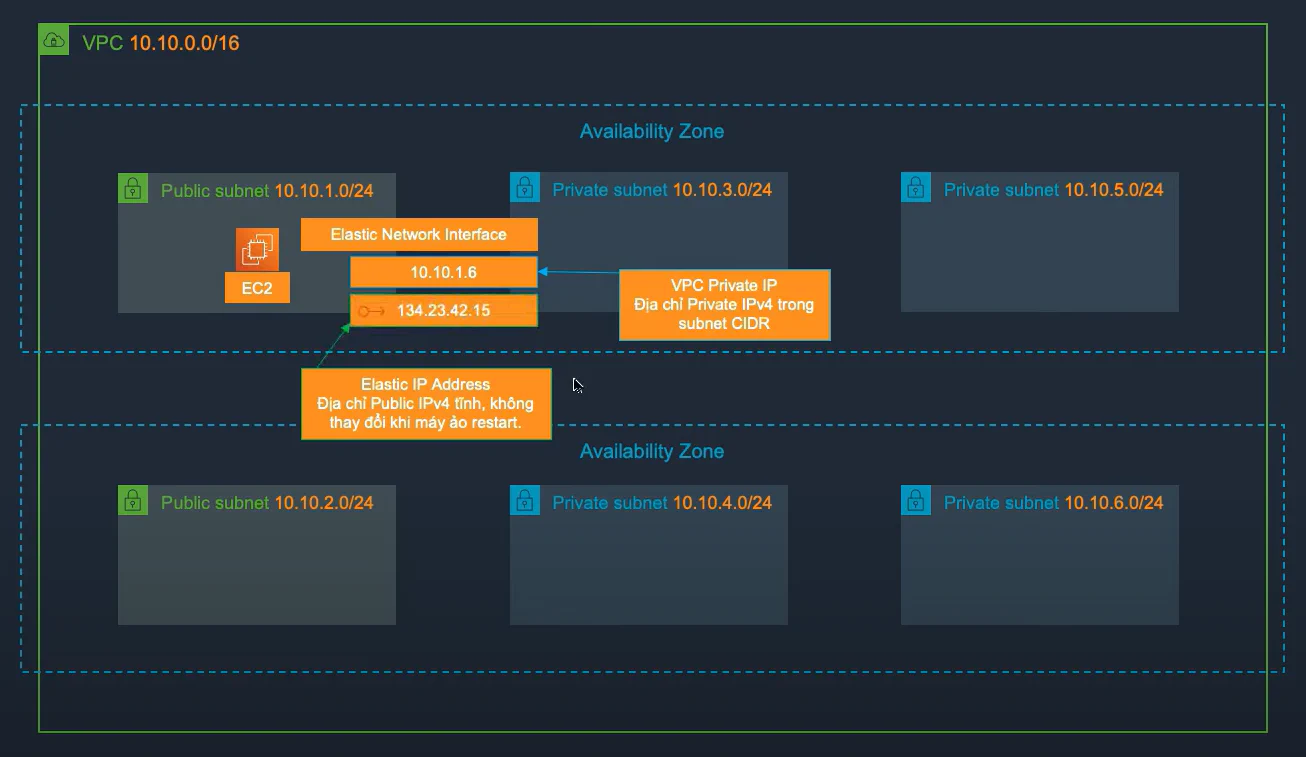 VPC 10.10.0.0/16
Availability Zone
Public subnet 10.10.1.0/24
Private subnet 10.10.3.0/24
Private subnet 10.10.5.0/24
Elastic Network Interface
10.10.1.6
EC2
134.23.42.15
VPC Private IP
Địa chỉ Private IPv4 trong
subnet CIDR
Elastic IP Address
Địa chỉ Public IPv4 tĩnh, không
thay đổi khi máy ảo restart.
Availability Zone
Public subnet 10.10.2.0/24
Private subnet 10.10.4.0/24
Private subnet 10.10.6.0/24